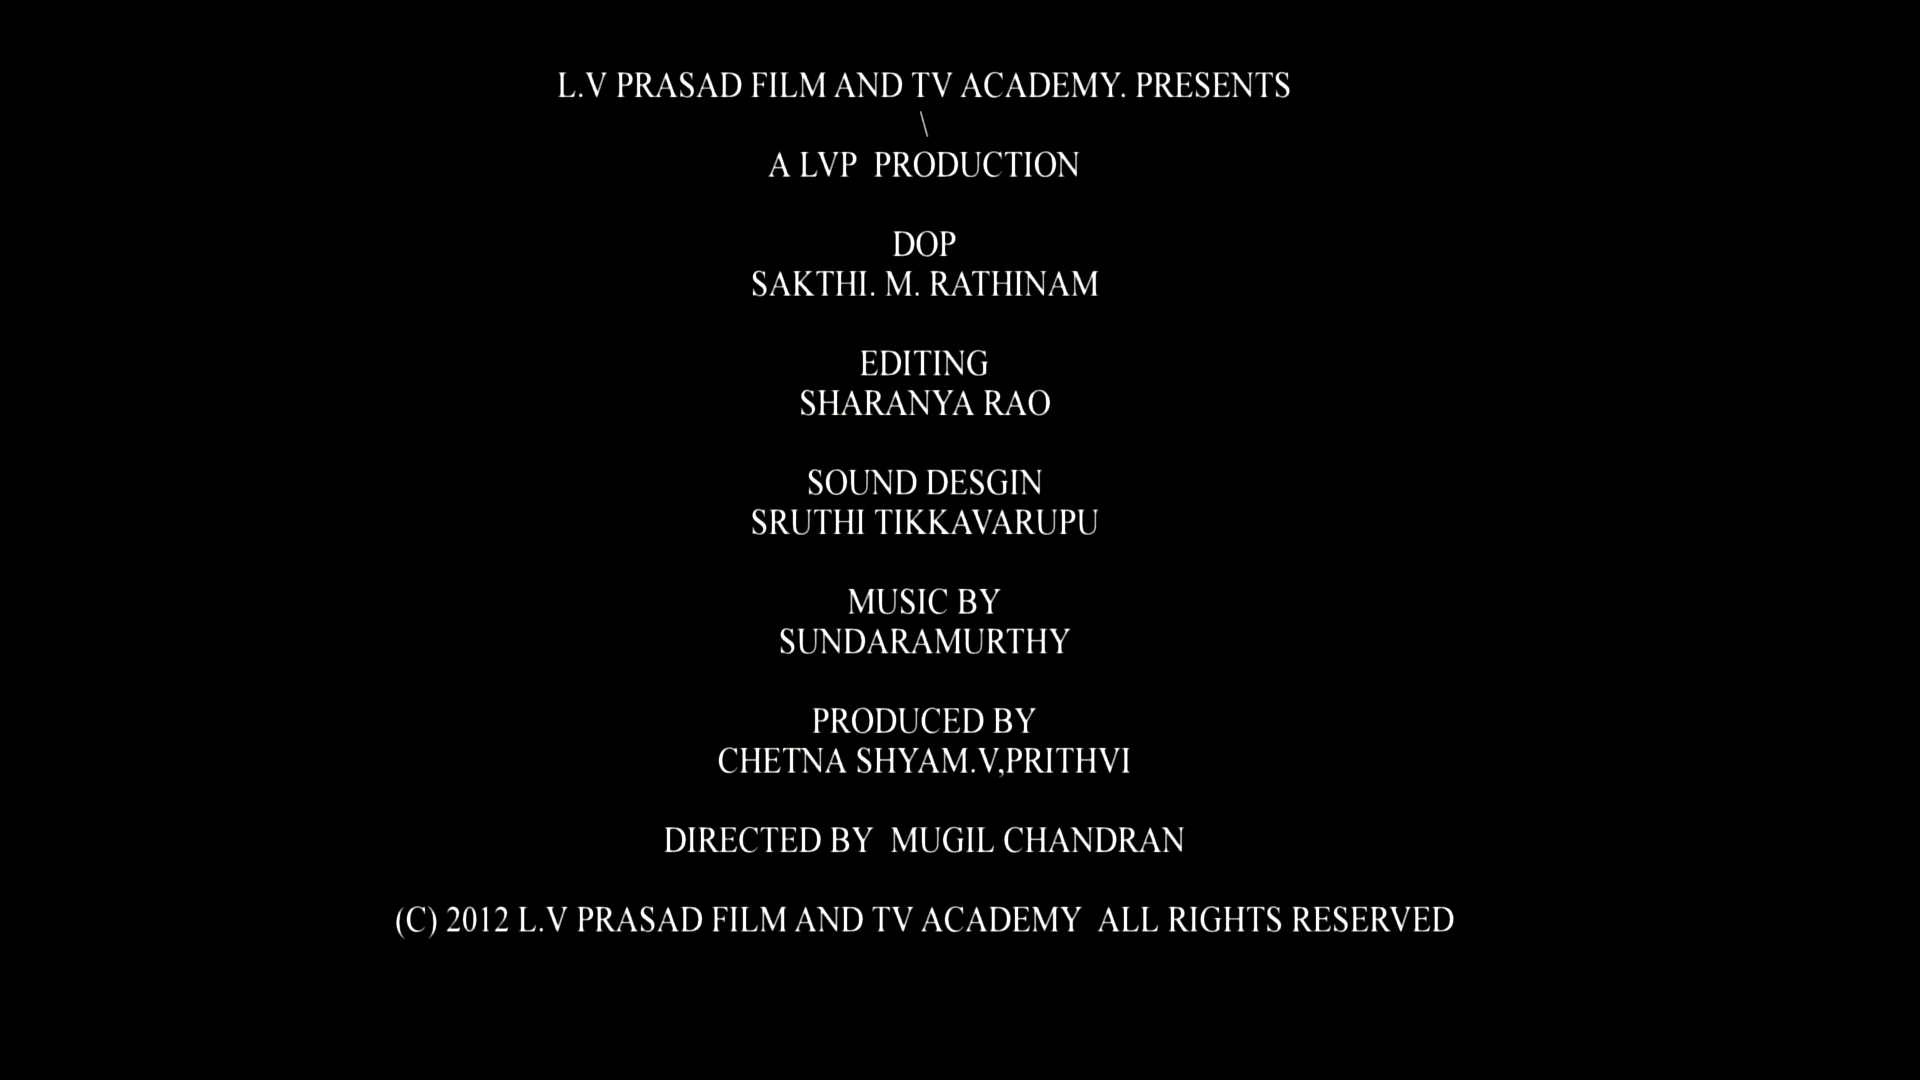 L.V PRASAD FILM AND TV ACADEMY. PRESENTS
\
A LVP  PRODUCTION
DOP
SAKTHI. M. RATHINAM
EDITING
SHARANYA RAO
SOUND DESGIN
SRUTHI TIKKAVARUPU
MUSIC BY
SUNDARAMURTHY
PRODUCED BY
CHETNA SHYAM.V,PRITHVI
DIRECTED BY  MUGIL CHANDRAN
(C) 2012 L.V PRASAD FILM AND TV ACADEMY  ALL RIGHTS RESERVED